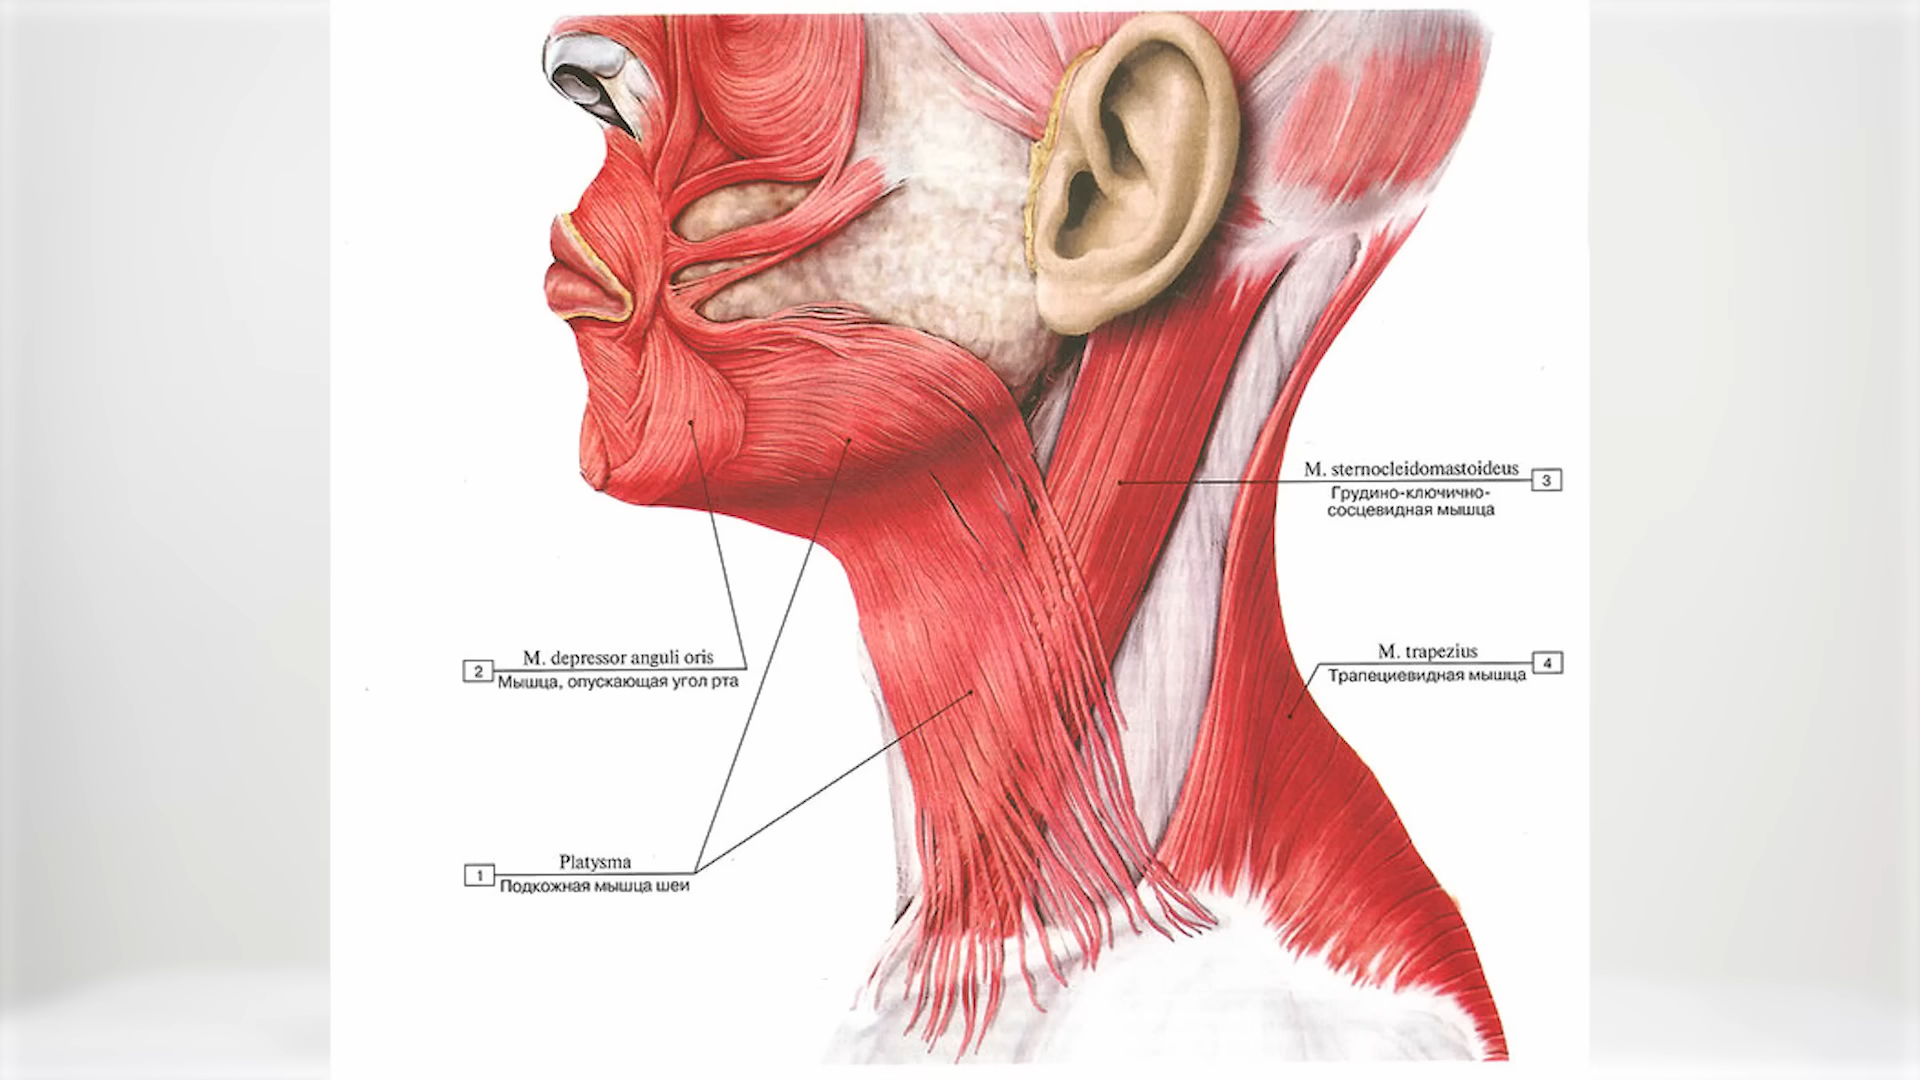 M. sternocleidomastoideus
3
Грудино-ключично-
сосцевидная мышца
M. depressor anguli oris
2
Мышца, опускающая угол рта
M. trapezius
4
Трапециевидная мышца
Platysma
1
Подкожная мышца шеи